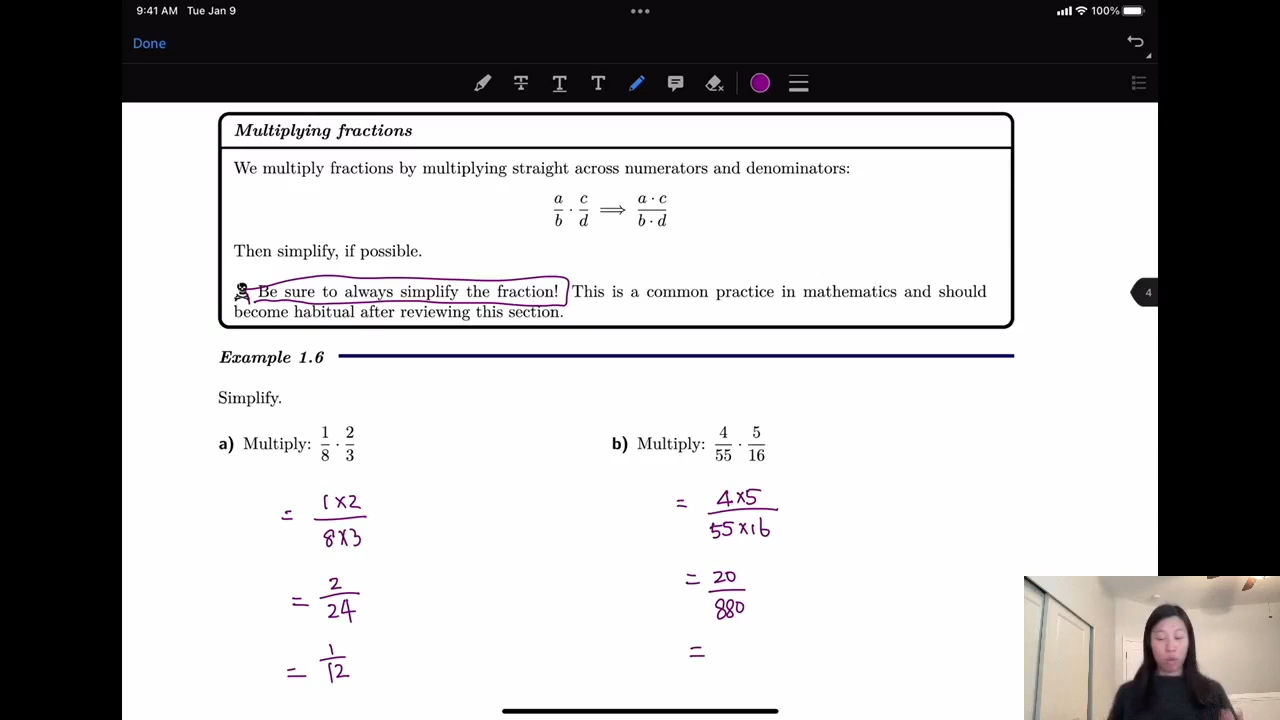 9:41 AM Tue Jan 9
100%
Done
Multiplying fractions
We multiply fractions by multiplying straight across numerators and denominators:
a/b · c/d ⟹ a · c/b · d
Then simplify, if possible.
Be sure to always simplify the fraction! This is a common practice in mathematics and should
become habitual after reviewing this section.
4
Example 1.6
Simplify.
a) Multiply: 1/8 · 2/3
= 1×2/8×3
= 2/24
= 1/12
b) Multiply: 4/55 · 5/16
= 4×5/55×16
= 20/880
=